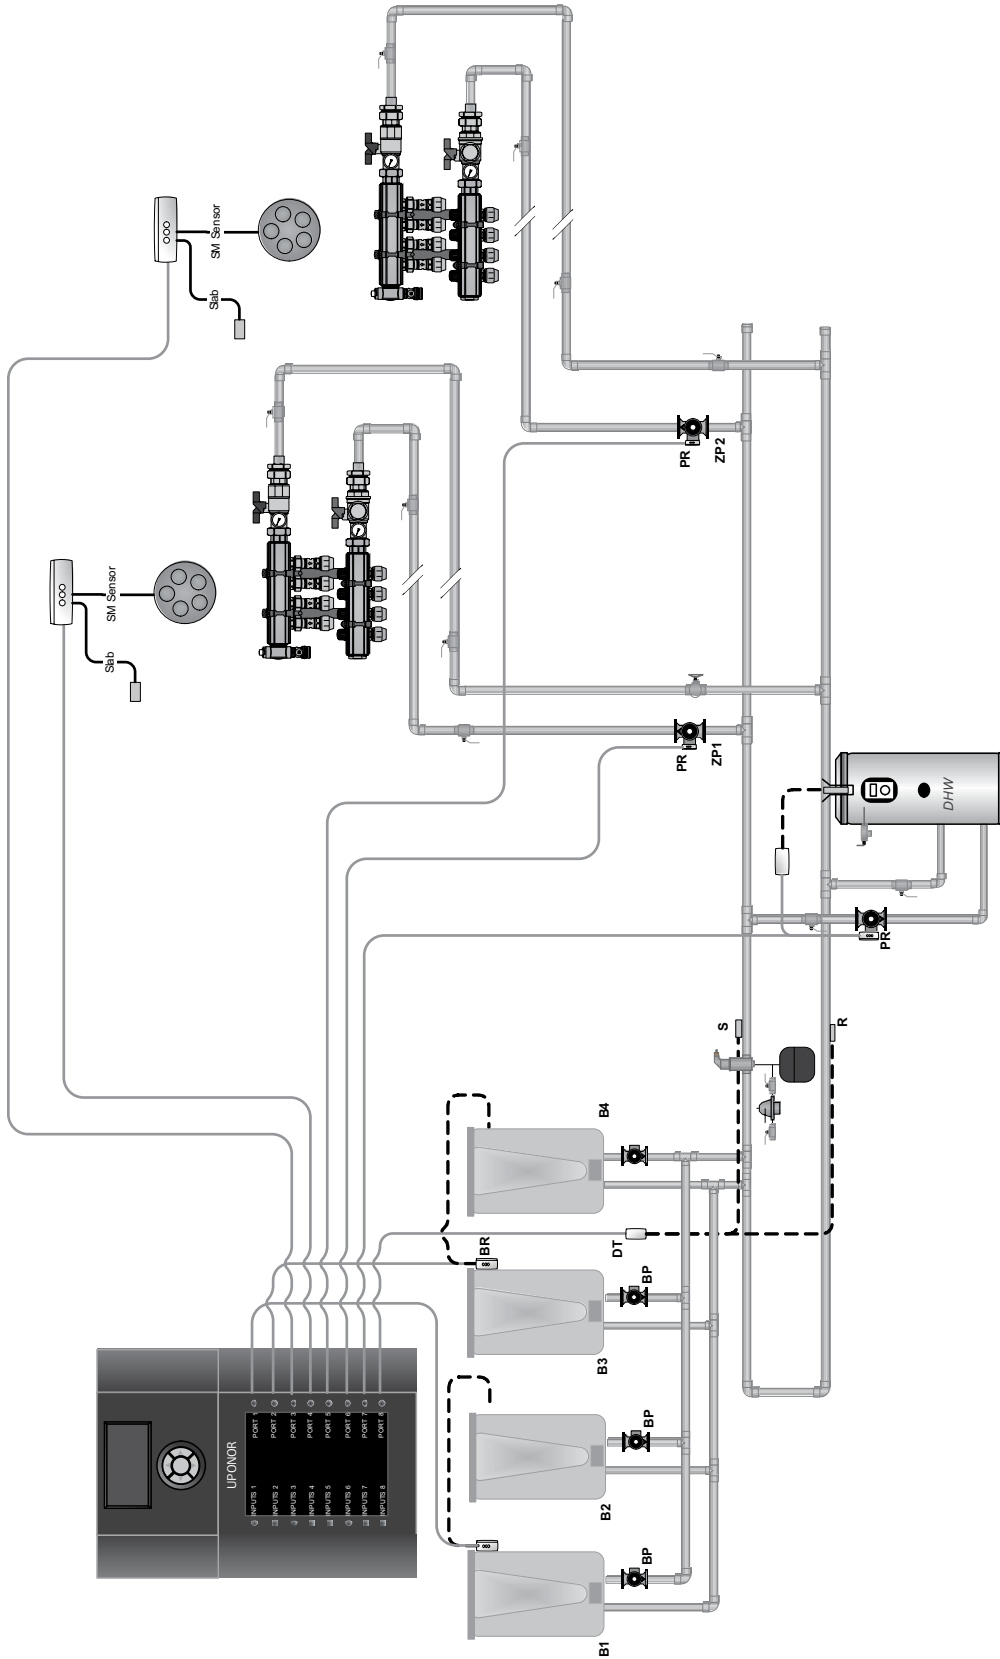 SM Sensor
Slab
SM Sensor
Slab
PR
ZP2
PR
ZP1
DHW
PR
S
R
B4
BR
DT
BP
B3
BP
B2
BP
B1
UPONOR
INPUTS 1 PORT 1
INPUTS 2 PORT 2
INPUTS 3 PORT 3
INPUTS 4 PORT 4
INPUTS 5 PORT 5
INPUTS 6 PORT 6
INPUTS 7 PORT 7
INPUTS 8 PORT 8